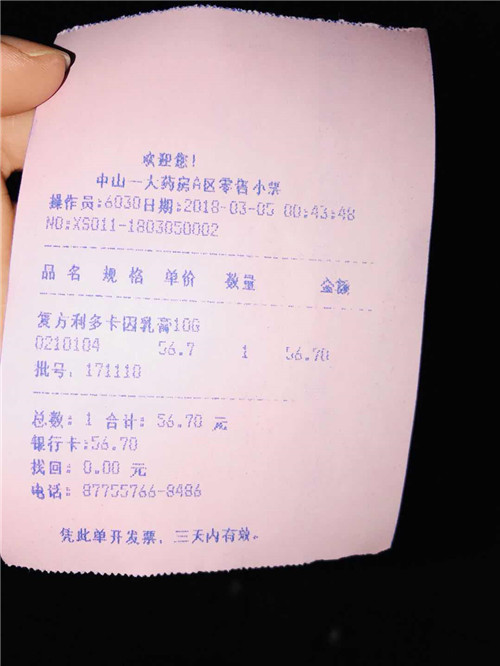 欢迎您!
中山一大药房A区零售小票
操作员:6030日期:2018-03-05 00:43:48
NO:XS011-1803050002
品名 规格 单价 数量 金额
复方利多卡因乳膏10G
0210104 56.7 1 56.70
批号: 171110
总数: 1 合计: 56.70 元
银行卡:56.70
找回: 0.00 元
电话: 87755766-8486
凭此单开发票, 三天内有效。